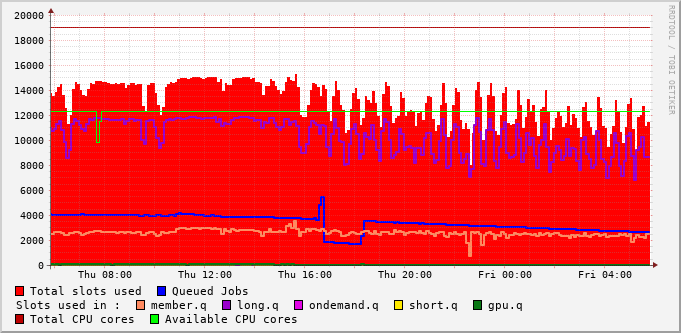 20000
18000
16000
14000
12000
10000
8000
6000
4000
2000
0
Thu 08:00 Thu 12:00 Thu 16:00 Thu 20:00 Fri 00:00 Fri 04:00
RRDTOOL / TOBI OETIKER
Total slots used Queued Jobs
Slots used in : member.q long.q ondemand.q short.q gpu.q
Total CPU cores Available CPU cores